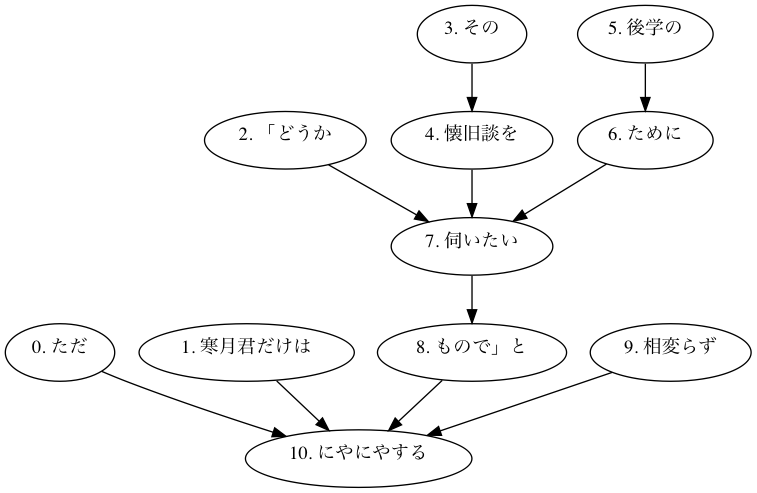 3. その
5. 後学の
2. 「どうか
4. 懐旧談を
6. ために
7. 伺いたい
0. ただ
1. 寒月君だけは
8. もので」と
9. 相変らず
10. にやにやする